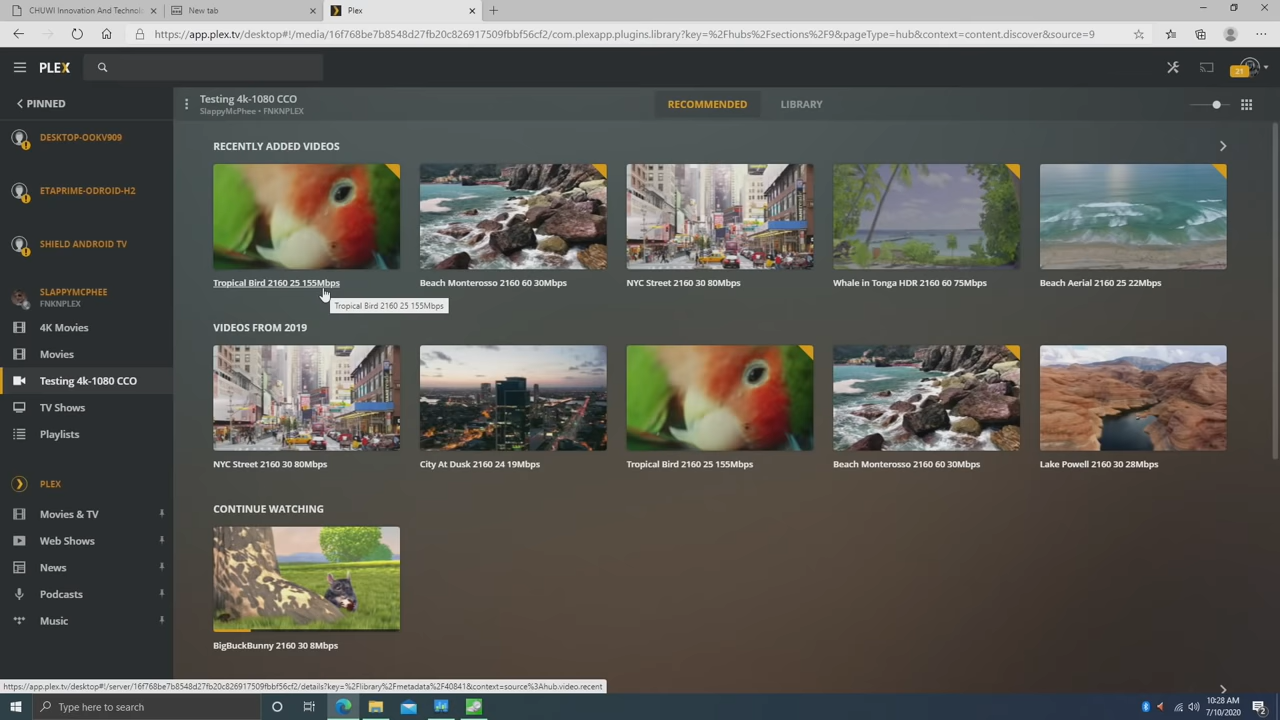 CHUWI Innovation And Technolo
New tab
Plex
https://app.plex.tv/desktop#!/media/16f768be7b8548d27fb20c826917509fbbf56cf2/com.plexapp.plugins.library?key=%2Fhubs%2Fsections%2F9&pageType=hub&context=content.discover&source=9
PLEX
21
PINNED
Testing 4k-1080 CCO
SlappyMcPhee • FNKNPLEX
RECOMMENDED
LIBRARY
DESKTOP-OOKV909
ETAPRIME-ODROID-H2
SHIELD ANDROID TV
SLAPPYMCPHEE
FNKNPLEX
4K Movies
Movies
Testing 4k-1080 CCO
TV Shows
Playlists
PLEX
Movies & TV
Web Shows
News
Podcasts
Music
RECENTLY ADDED VIDEOS
Tropical Bird 2160 25 155Mbps
Beach Monterosso 2160 60 30Mbps
NYC Street 2160 30 80Mbps
Whale in Tonga HDR 2160 60 75Mbps
Beach Aerial 2160 25 22Mbps
Tropical Bird 2160 25 155Mbps
VIDEOS FROM 2019
NYC Street 2160 30 80Mbps
City At Dusk 2160 24 19Mbps
Tropical Bird 2160 25 155Mbps
Beach Monterosso 2160 60 30Mbps
Lake Powell 2160 30 28Mbps
CONTINUE WATCHING
BigBuckBunny 2160 30 8Mbps
https://app.plex.tv/desktop#!/server/16f768be7b8548d27fb20c826917509fbbf56cf2/details?key=%2Flibrary%2Fmetadata%2F40841&context=source%3Ahub.video.recent
Type here to search
10:28 AM
7/10/2020
2